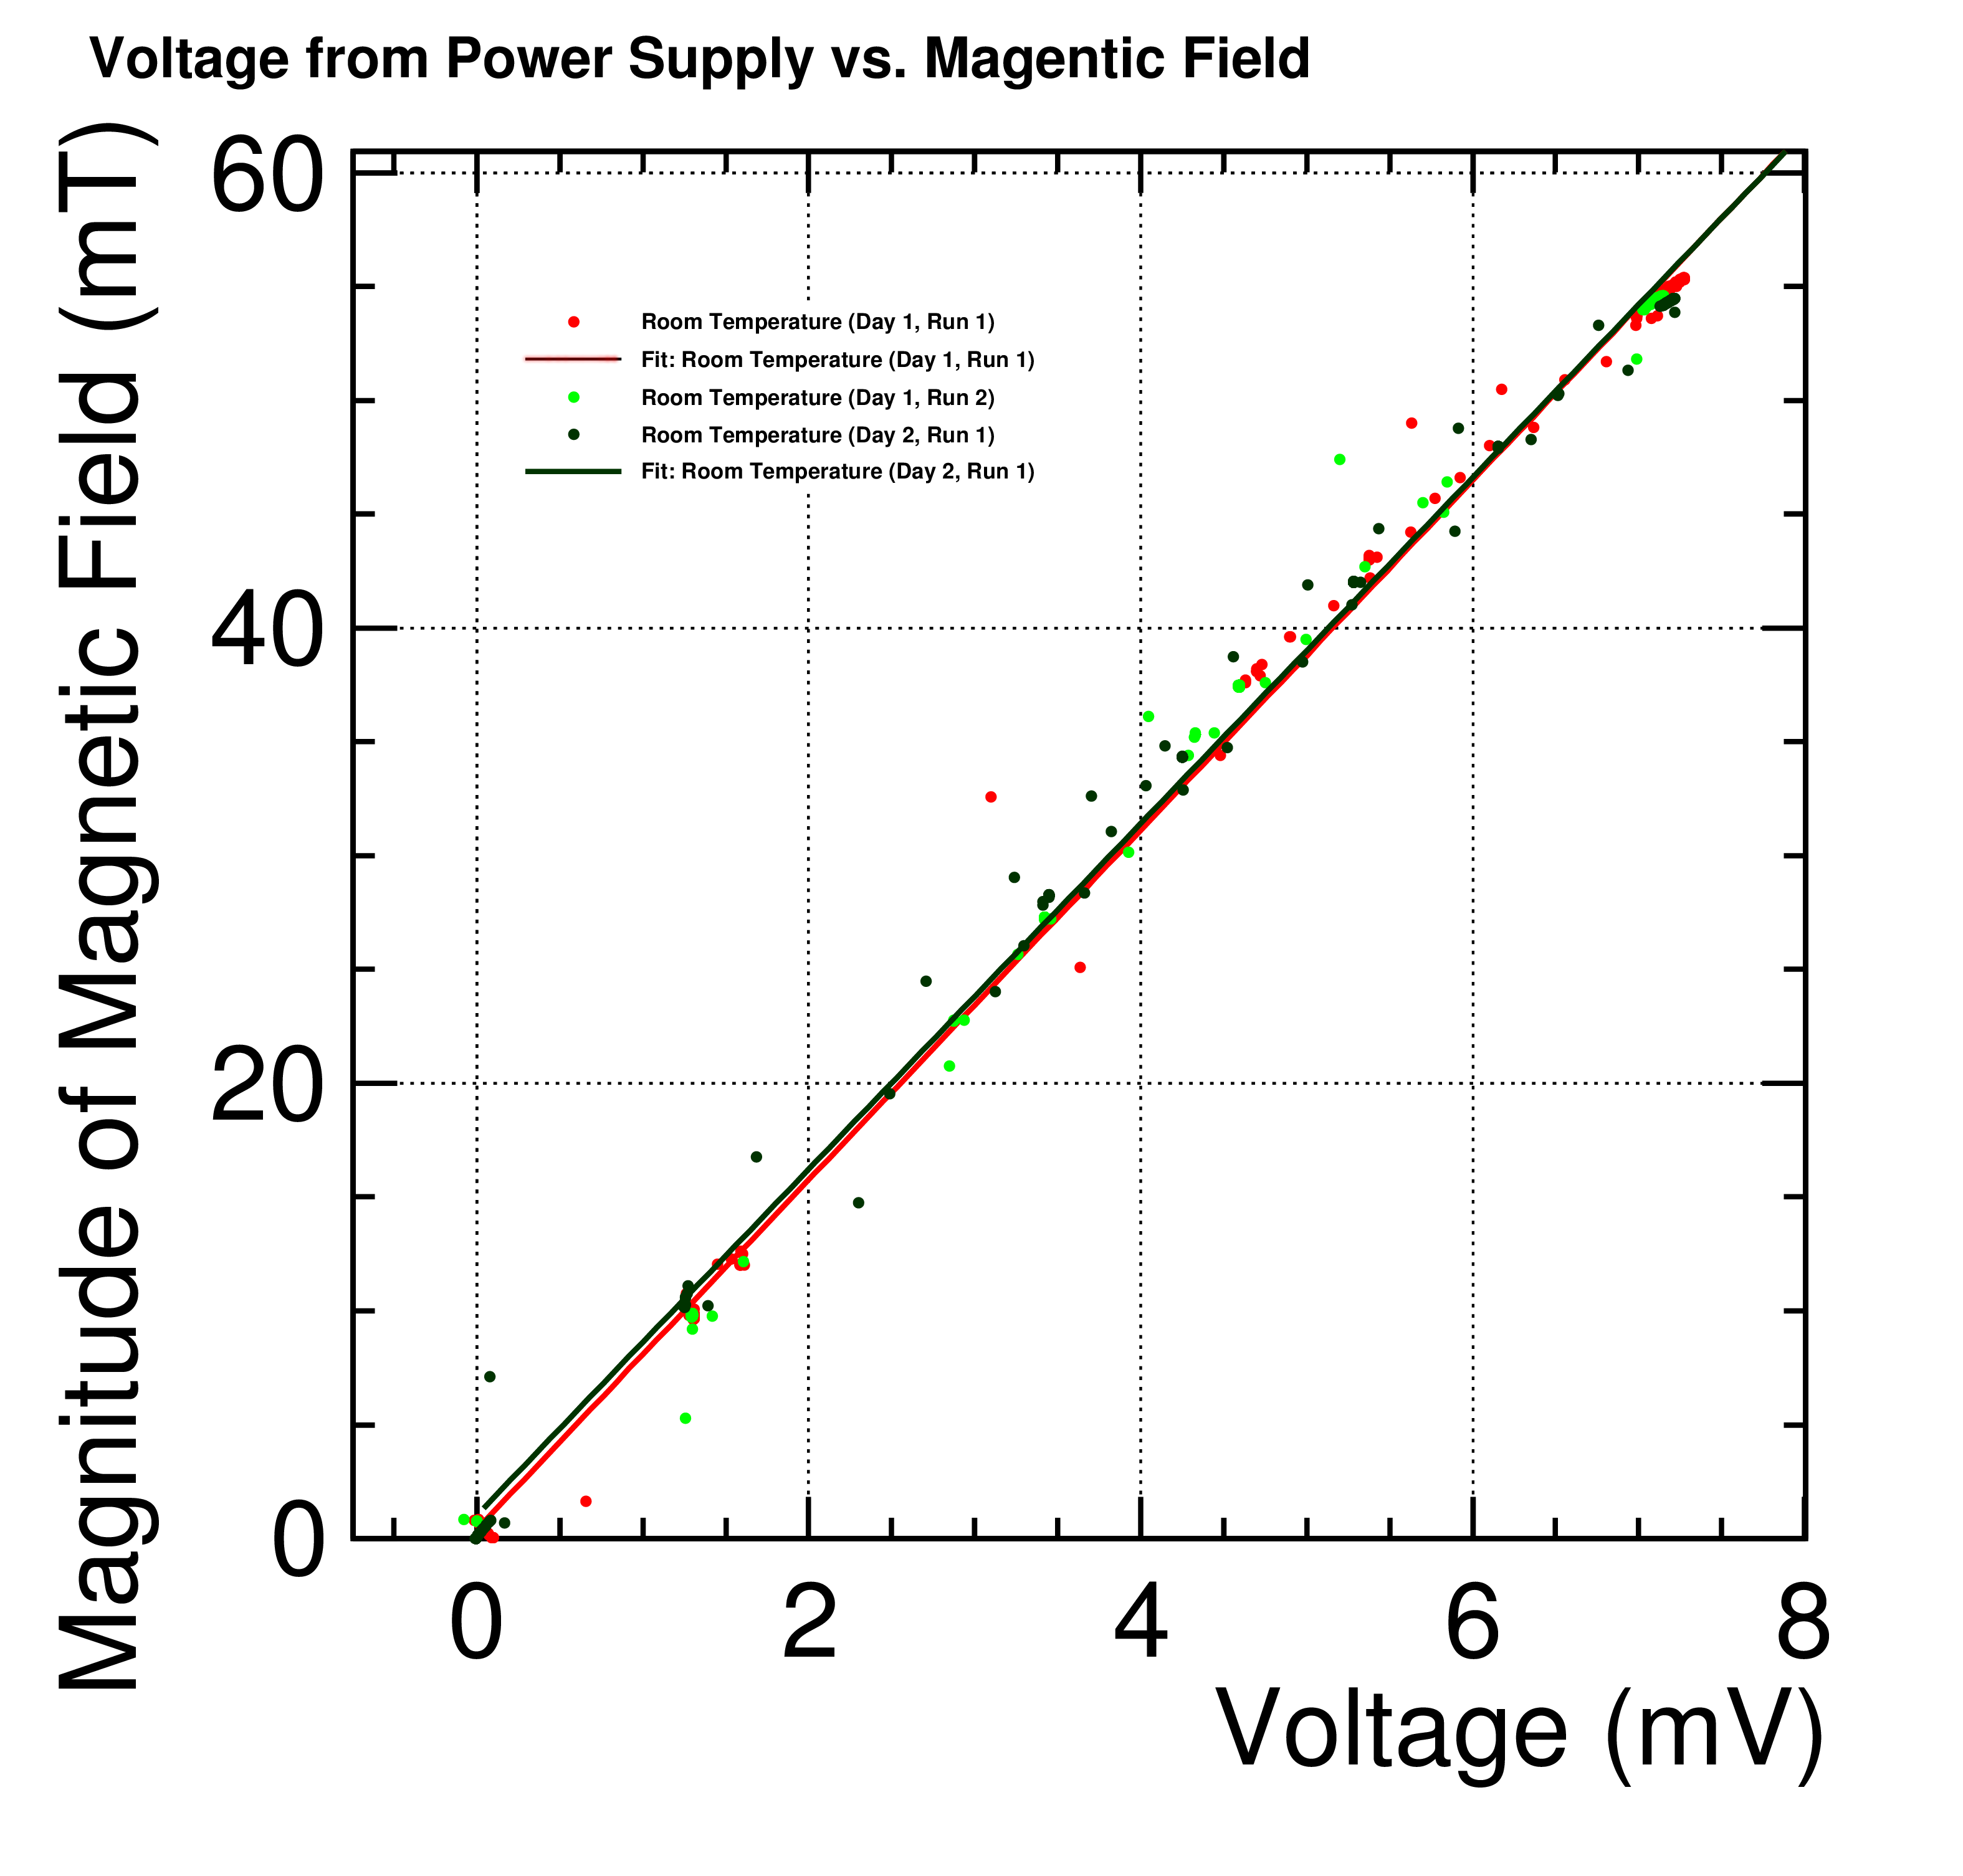 Voltage from Power Supply vs. Magentic Field
Magnitude of Magnetic Field (mT)
60
40
20
0
Room Temperature (Day 1, Run 1)
Fit: Room Temperature (Day 1, Run 1)
Room Temperature (Day 1, Run 2)
Room Temperature (Day 2, Run 1)
Fit: Room Temperature (Day 2, Run 1)
0 2 4 6 8
Voltage (mV)